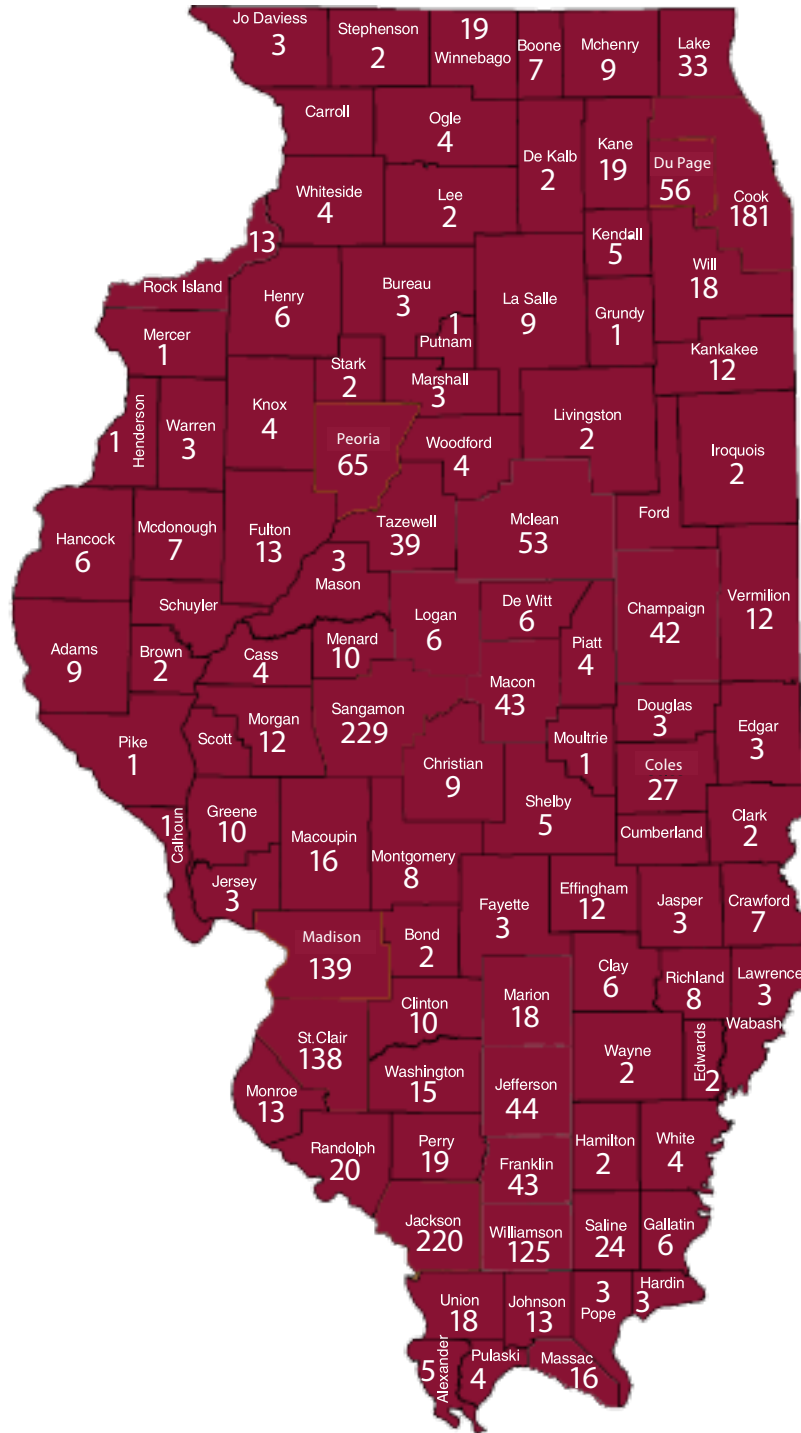 Jo Daviess
3
Stephenson
2
19
Winnebago
Boone
7
Mchenry
9
Lake
33
Carroll
Ogle
4
De Kalb
2
Kane
19
Du Page
56
Cook
181
Whiteside
4
Lee
2
13
Rock Island
Kendall
5
Will
18
Henry
6
Bureau
3
La Salle
9
Grundy
1
1
Putnam
Mercer
1
Kankakee
12
Stark
2
Marshall
3
1
Henderson
Warren
3
Knox
4
Peoria
65
Woodford
4
Livingston
2
Iroquois
2
Hancock
6
Mcdonough
7
Fulton
13
Tazewell
39
Mclean
53
Ford
3
Mason
Schuyler
Logan
6
De Witt
6
Champaign
42
Vermilion
12
Adams
9
Brown
2
Cass
4
Menard
10
Piatt
4
Macon
43
Pike
1
Scott
Morgan
12
Sangamon
229
Christian
9
Moultrie
1
Douglas
3
Edgar
3
Coles
27
Shelby
5
1
Calhoun
Greene
10
Macoupin
16
Montgomery
8
Cumberland
Clark
2
Jersey
3
Fayette
3
Effingham
12
Jasper
3
Crawford
7
Madison
139
Bond
2
Clay
6
Richland
8
Lawrence
3
Marion
18
Clinton
10
Wabash
St.Clair
138
Washington
15
Wayne
2
Edwards
2
Monroe
13
Jefferson
44
Randolph
20
Perry
19
Franklin
43
Hamilton
2
White
4
Jackson
220
Williamson
125
Saline
24
Gallatin
6
Union
18
Johnson
13
3
Pope
Hardin
3
5
Alexander
Pulaski
4
Massac
16